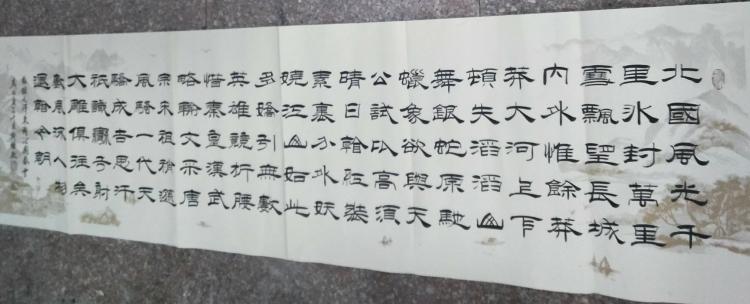 北國風光千
里冰封萬里
雪飄望長城
内外惟餘莽
莽大河上下
頓失滔滔山
舞銀蛇原馳
蠟象欲與天
公試比高須
晴日看紅裝
素裹分外妖
嬈江山如此
多嬌引無數
英雄競折腰
惜秦皇漢武
略輸文采唐
宗宋祖稍遜
風騷一代天
驕成吉思汗
祇識彎弓射
大雕俱往矣
數風流人物
還看今朝